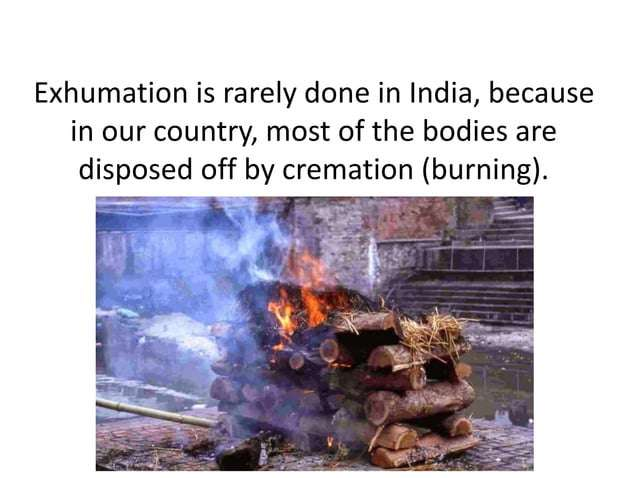 Exhumation is rarely done in India, because
in our country, most of the bodies are
disposed off by cremation (burning).